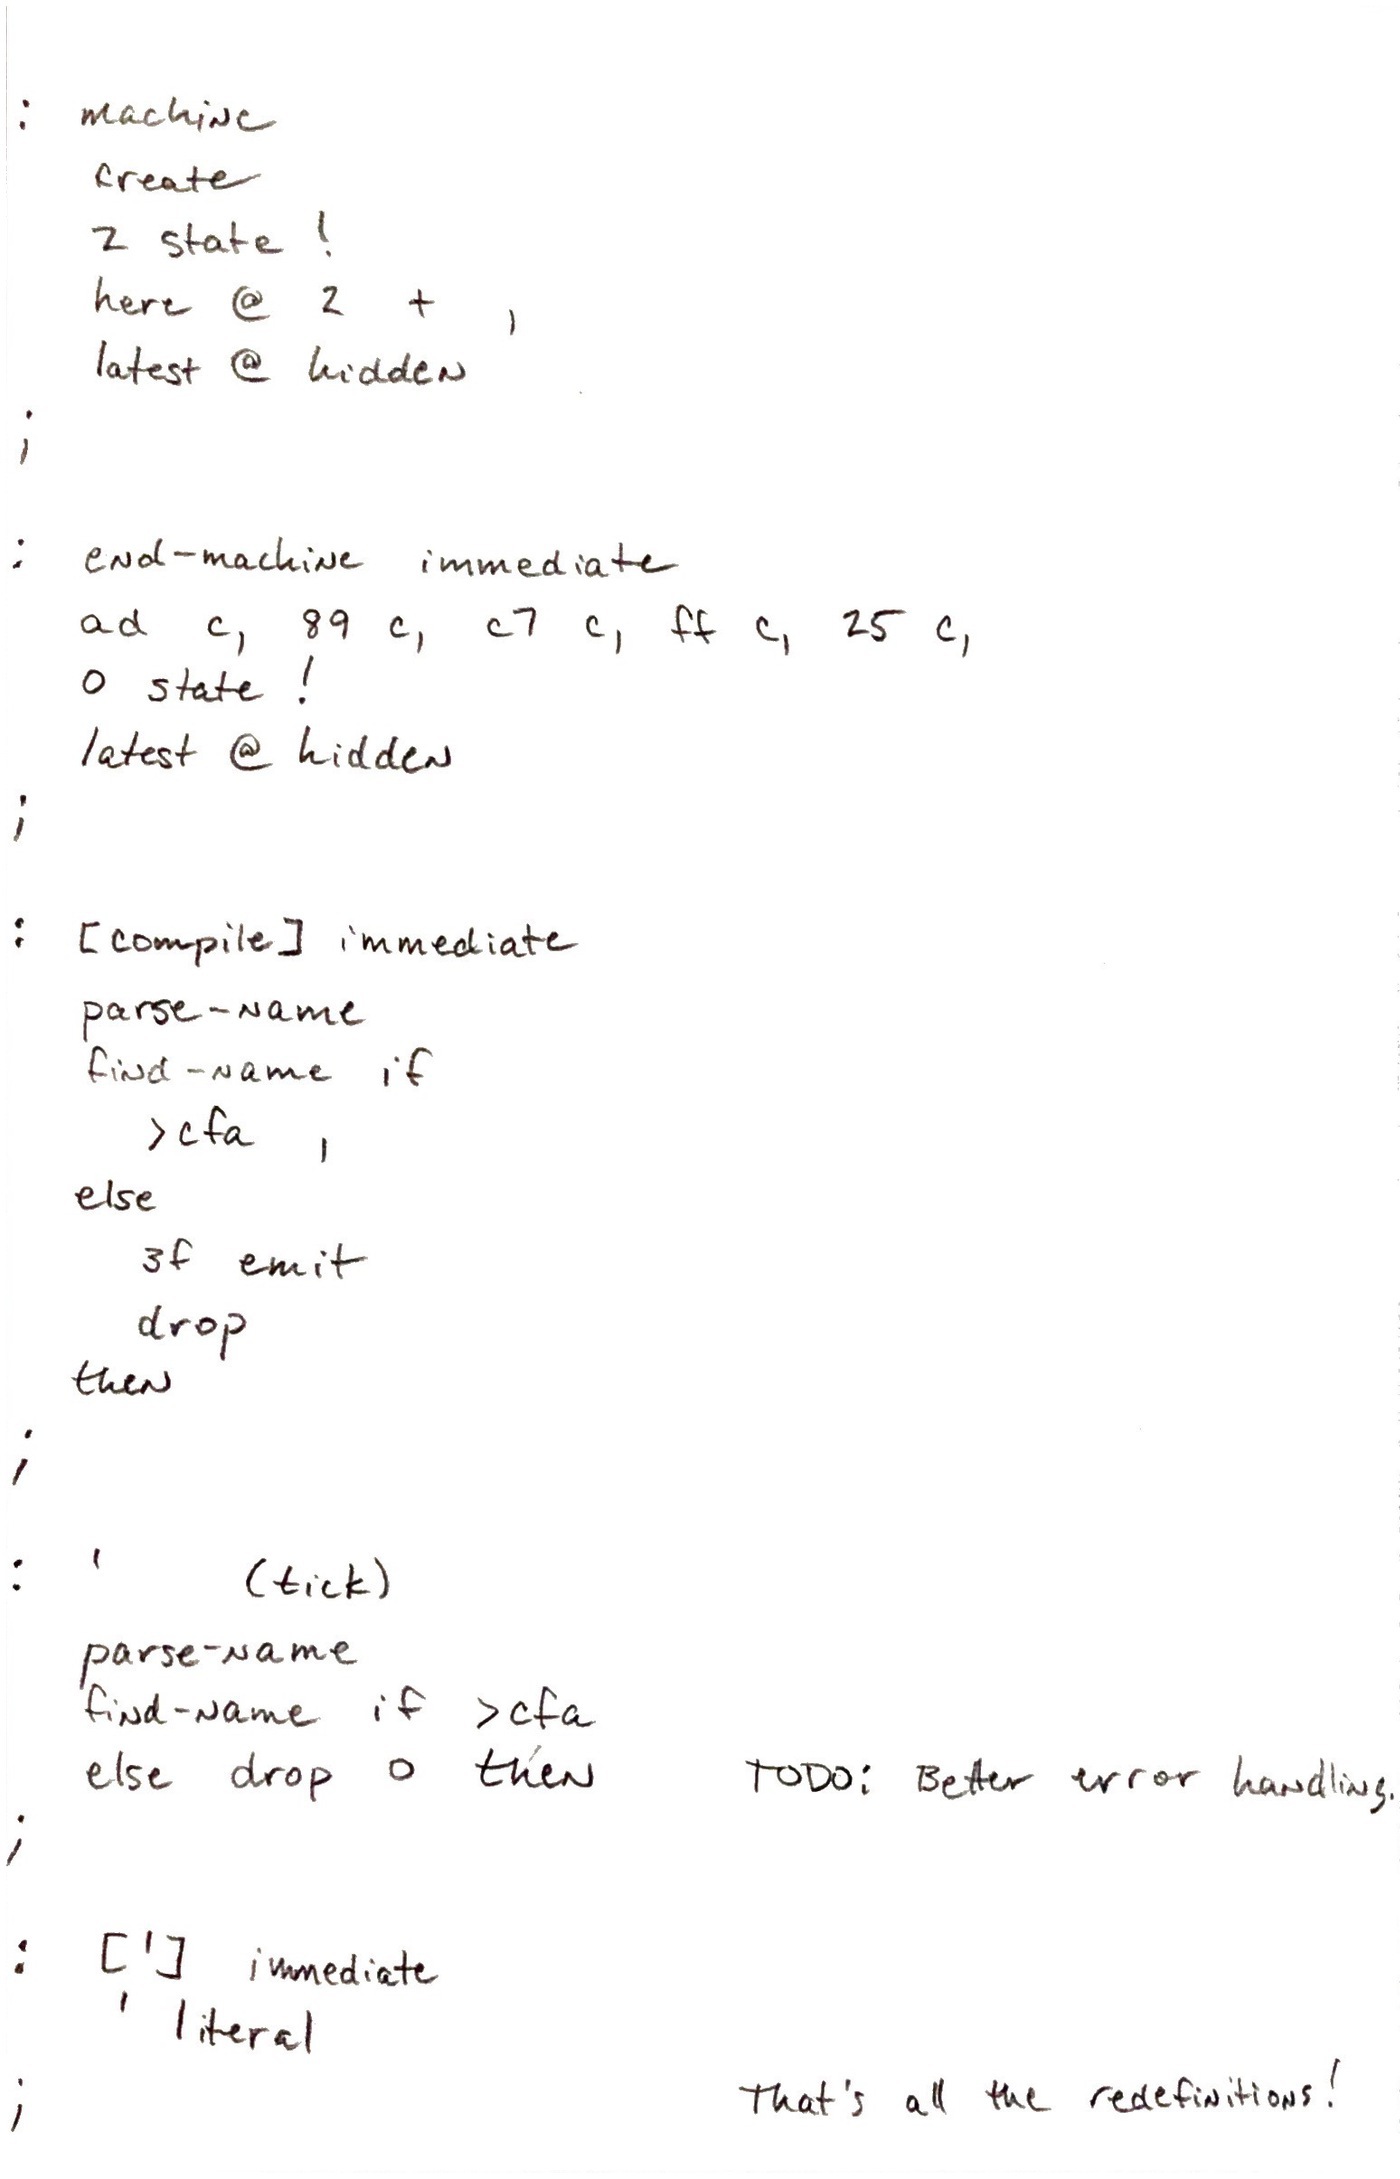 : machine
create
2 state !
here @ 2 + ,
latest @ hidden
;
: end-machine immediate
ad c, 89 c, c7 c, ff c, 25 c,
0 state !
latest @ hidden
;
: [compile] immediate
parse-name
find-name if
>cfa ,
else
3f emit
drop
then
;
: ' (tick)
parse-name
find-name if >cfa
else drop 0 then TODO: Better error handling.
;
: ['] immediate
' literal
; That's all the redefinitions!